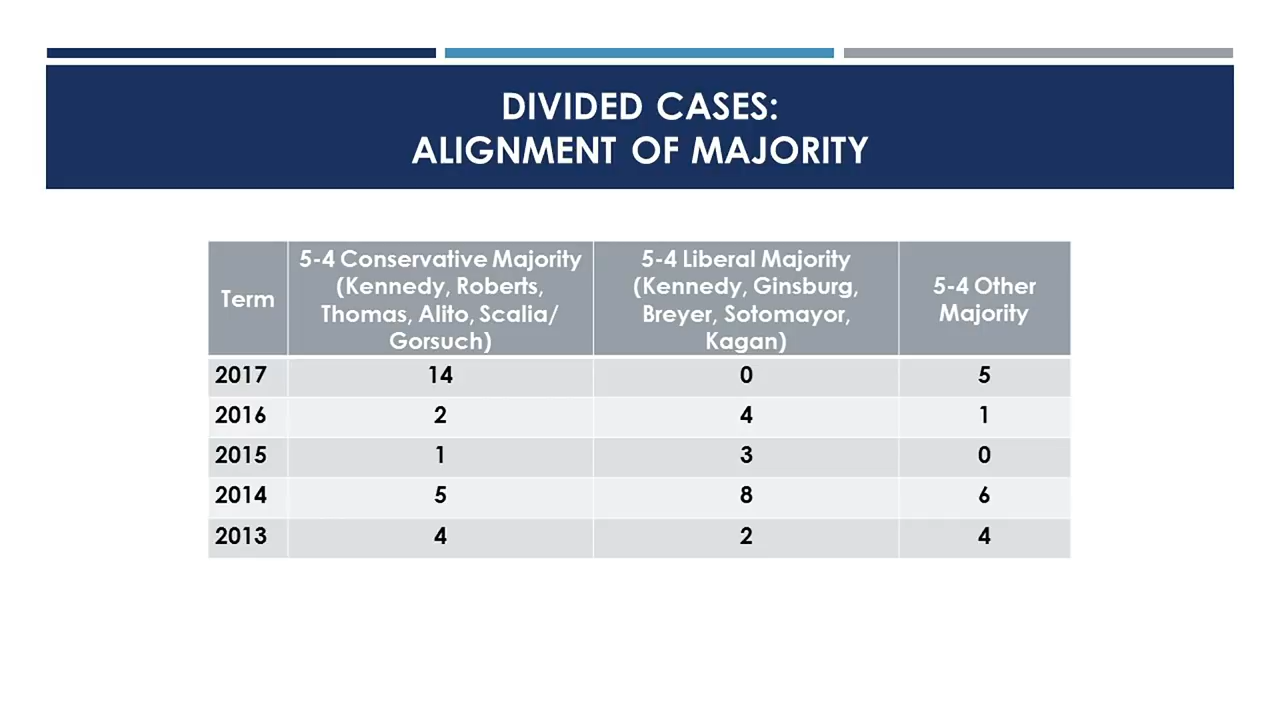 DIVIDED CASES:
ALIGNMENT OF MAJORITY
Term
5-4 Conservative Majority
(Kennedy, Roberts,
Thomas, Alito, Scalia/
Gorsuch)
5-4 Liberal Majority
(Kennedy, Ginsburg,
Breyer, Sotomayor,
Kagan)
5-4 Other
Majority
2017 14 0 5
2016 2 4 1
2015 1 3 0
2014 5 8 6
2013 4 2 4